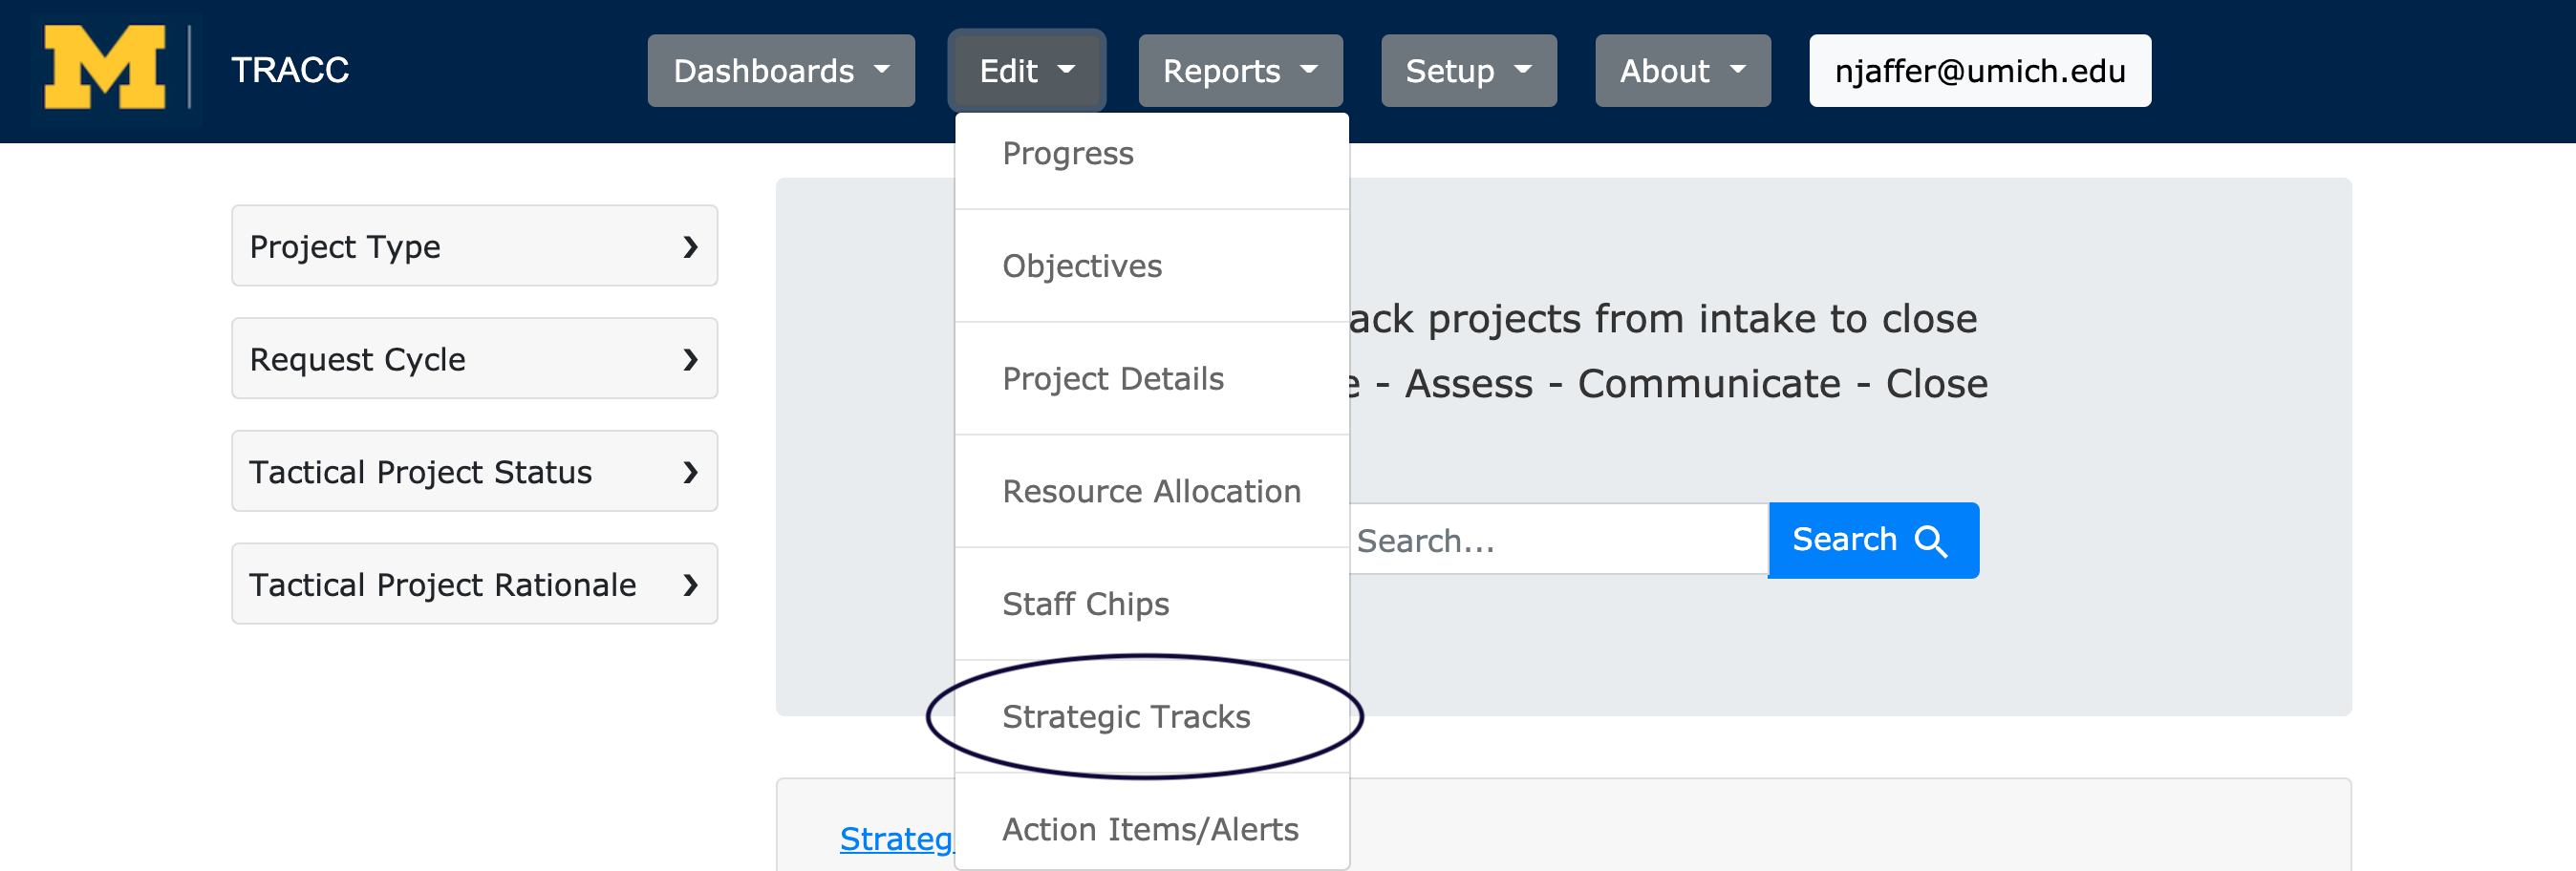 M
TRACC
Dashboards
Edit
Reports
Setup
About
njaffer@umich.edu
Progress
Objectives
Project Details
Resource Allocation
Staff Chips
Strategic Tracks
Action Items/Alerts
Project Type
Request Cycle
Tactical Project Status
Tactical Project Rationale
ack projects from intake to close
e - Assess - Communicate - Close
Search...
Search
Strateg